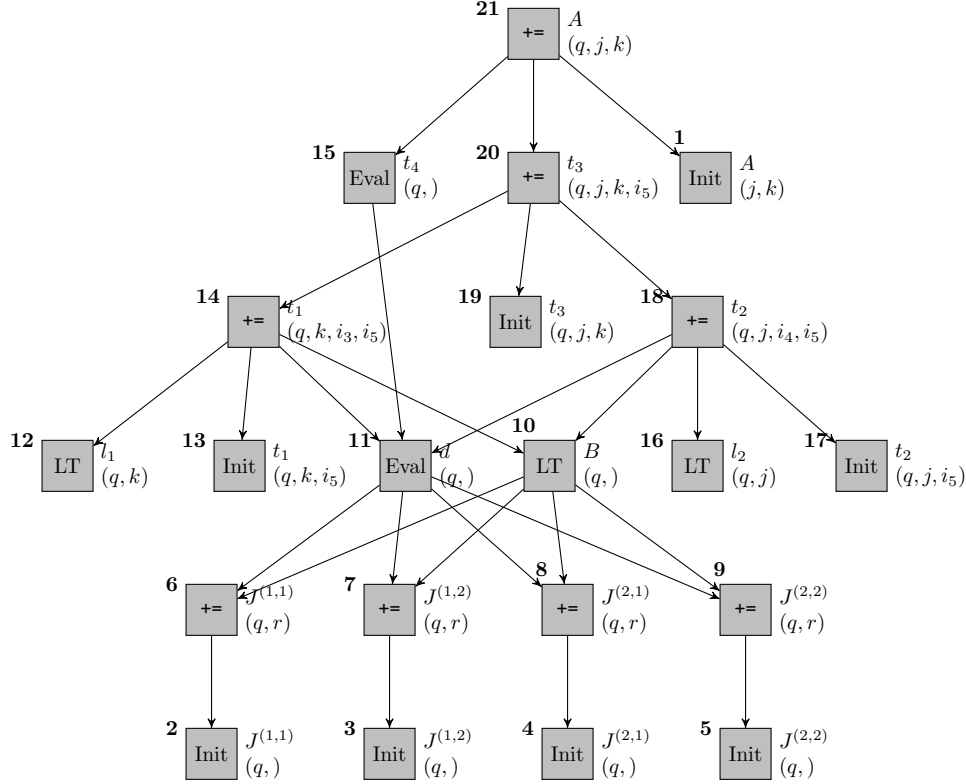 21 += A
(q, j, k)
15 Eval t₄
(q, )
20 += t₃
(q, j, k, i₅)
1 Init A
(j, k)
14 += t₁
(q, k, i₃, i₅)
19 Init t₃
(q, j, k)
18 += t₂
(q, j, i₄, i₅)
12 LT l₁
(q, k)
13 Init t₁
(q, k, i₅)
11 Eval d
(q, )
10 LT B
(q, )
16 LT l₂
(q, j)
17 Init t₂
(q, j, i₅)
6 += J⁽¹,¹⁾
(q, r)
7 += J⁽¹,²⁾
(q, r)
8 += J⁽²,¹⁾
(q, r)
9 += J⁽²,²⁾
(q, r)
2 Init J⁽¹,¹⁾
(q, )
3 Init J⁽¹,²⁾
(q, )
4 Init J⁽²,¹⁾
(q, )
5 Init J⁽²,²⁾
(q, )